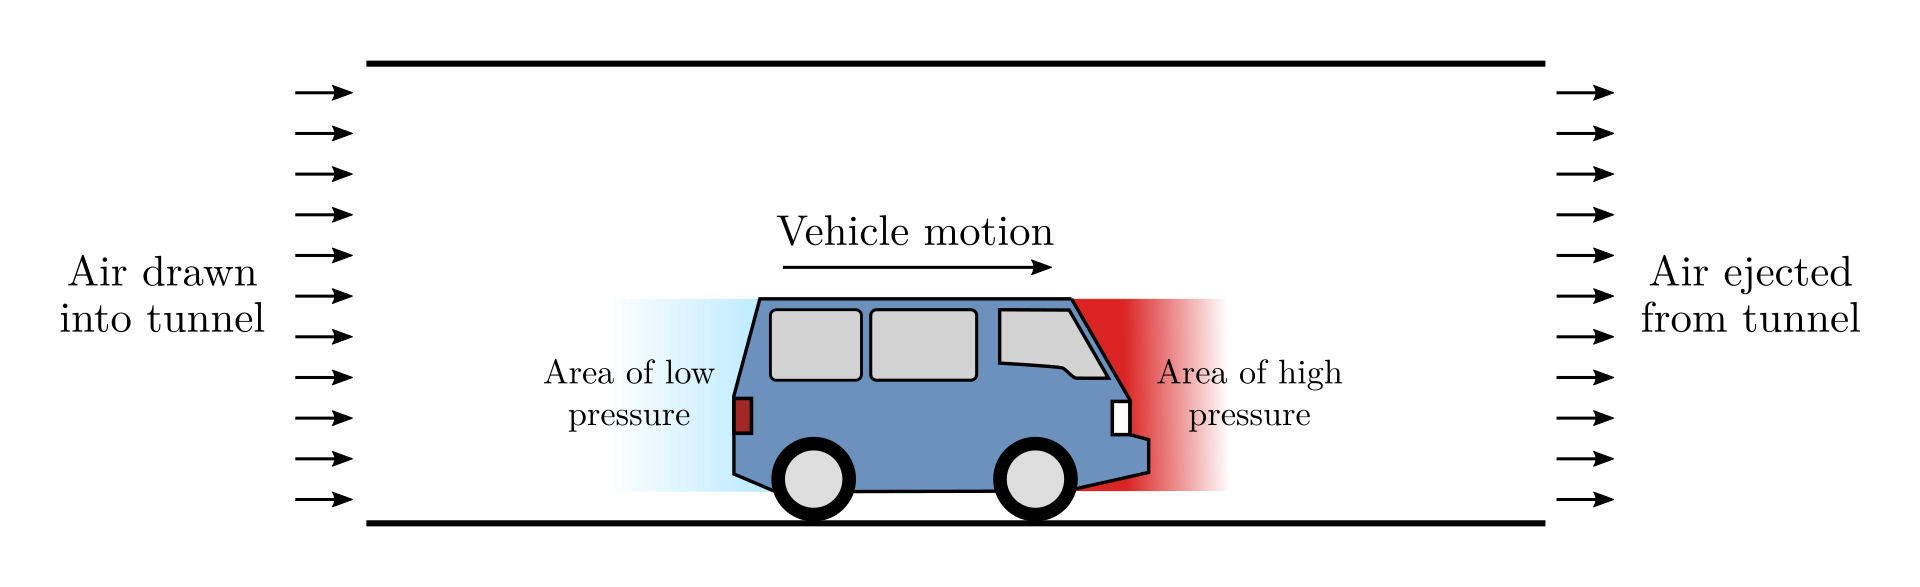 Vehicle motion
Air drawn
into tunnel
Air ejected
from tunnel
Area of low
pressure
Area of high
pressure